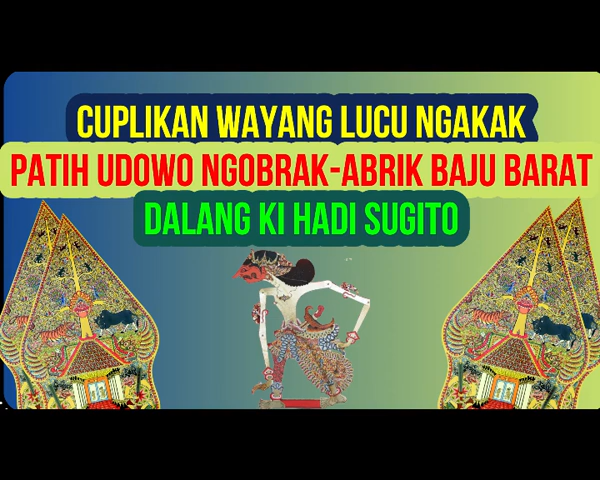 CUPLIKAN WAYANG LUCU NGAKAK
PATIH UDOWO NGOBRAK-ABRIK BAJU BARAT
DALANG KI HADI SUGITO